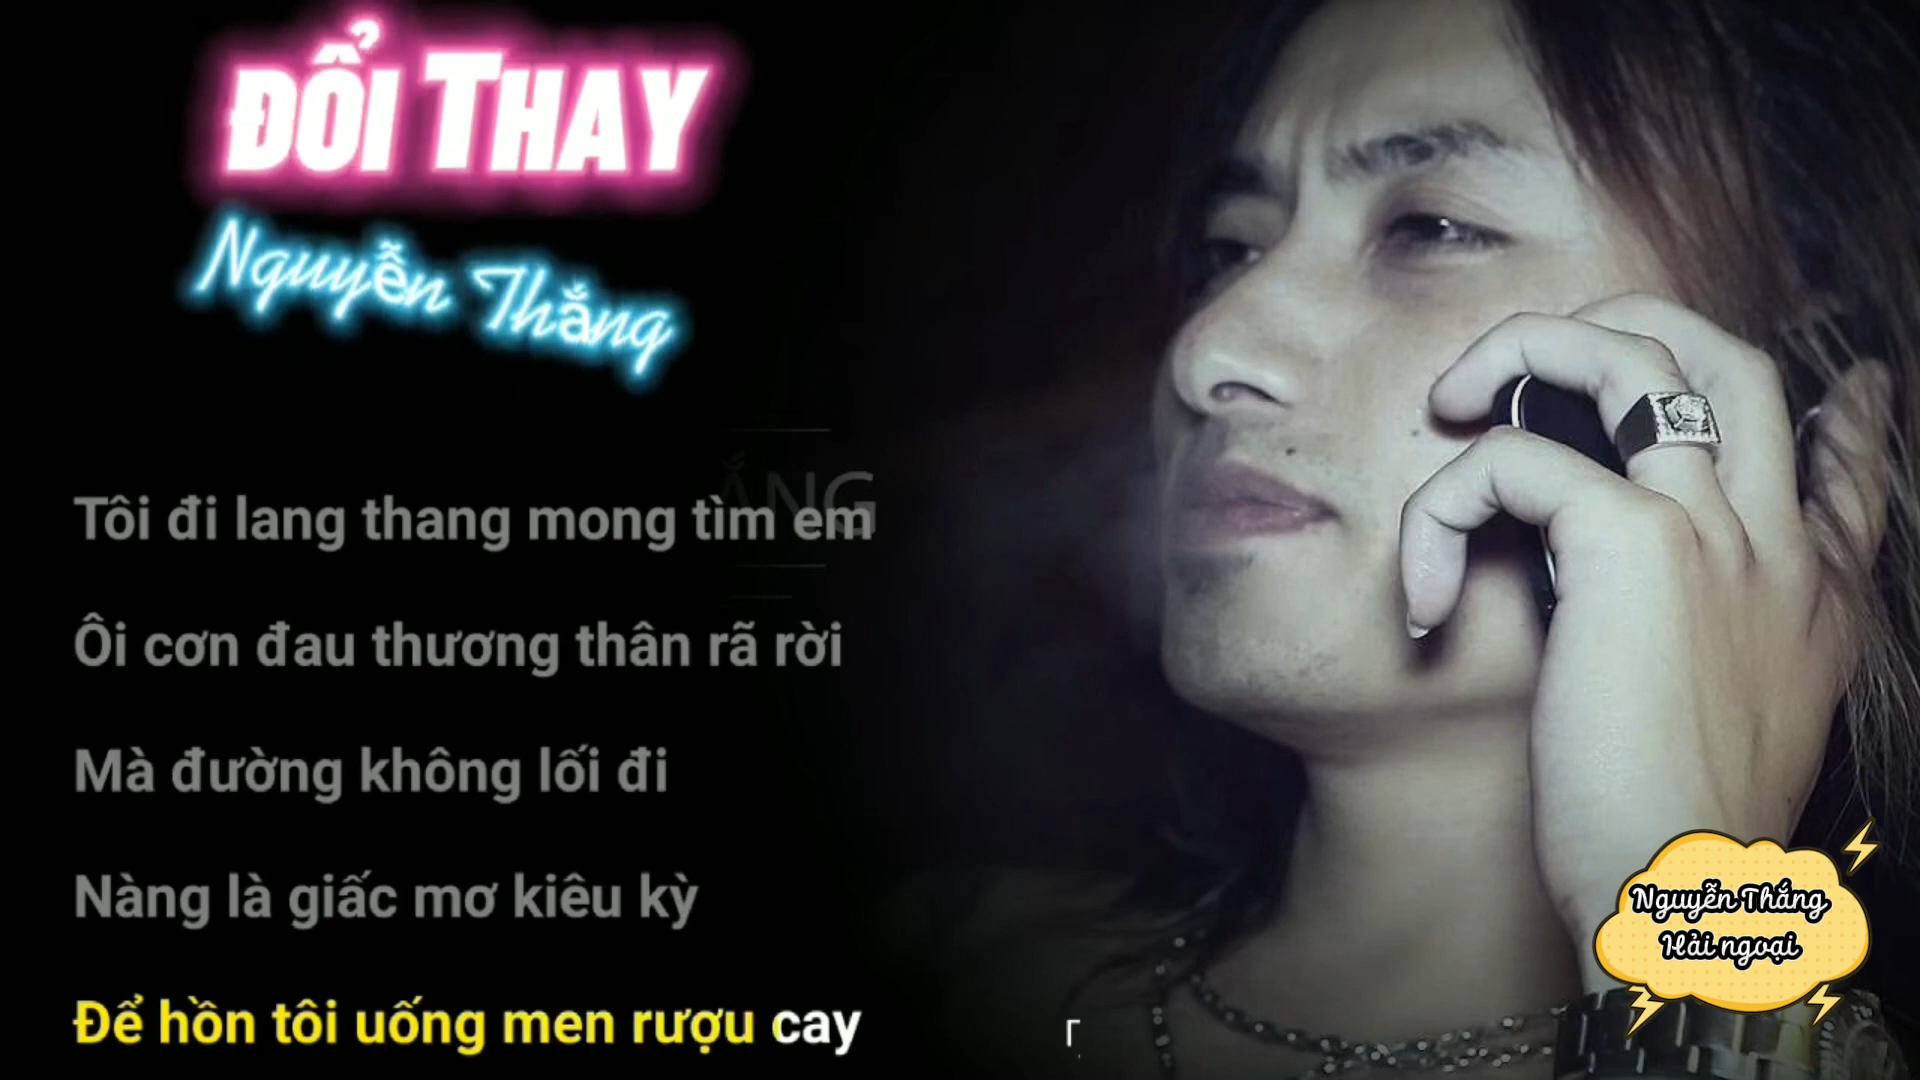 ĐỔI THAY
Nguyễn Thắng
ẮNG
Tôi đi lang thang mong tìm em
Ôi cơn đau thương thân rã rời
Mà đường không lối đi
Nàng là giấc mơ kiêu kỳ
Để hồn tôi uống men rượu cay
Nguyễn Thắng
Hải ngoại